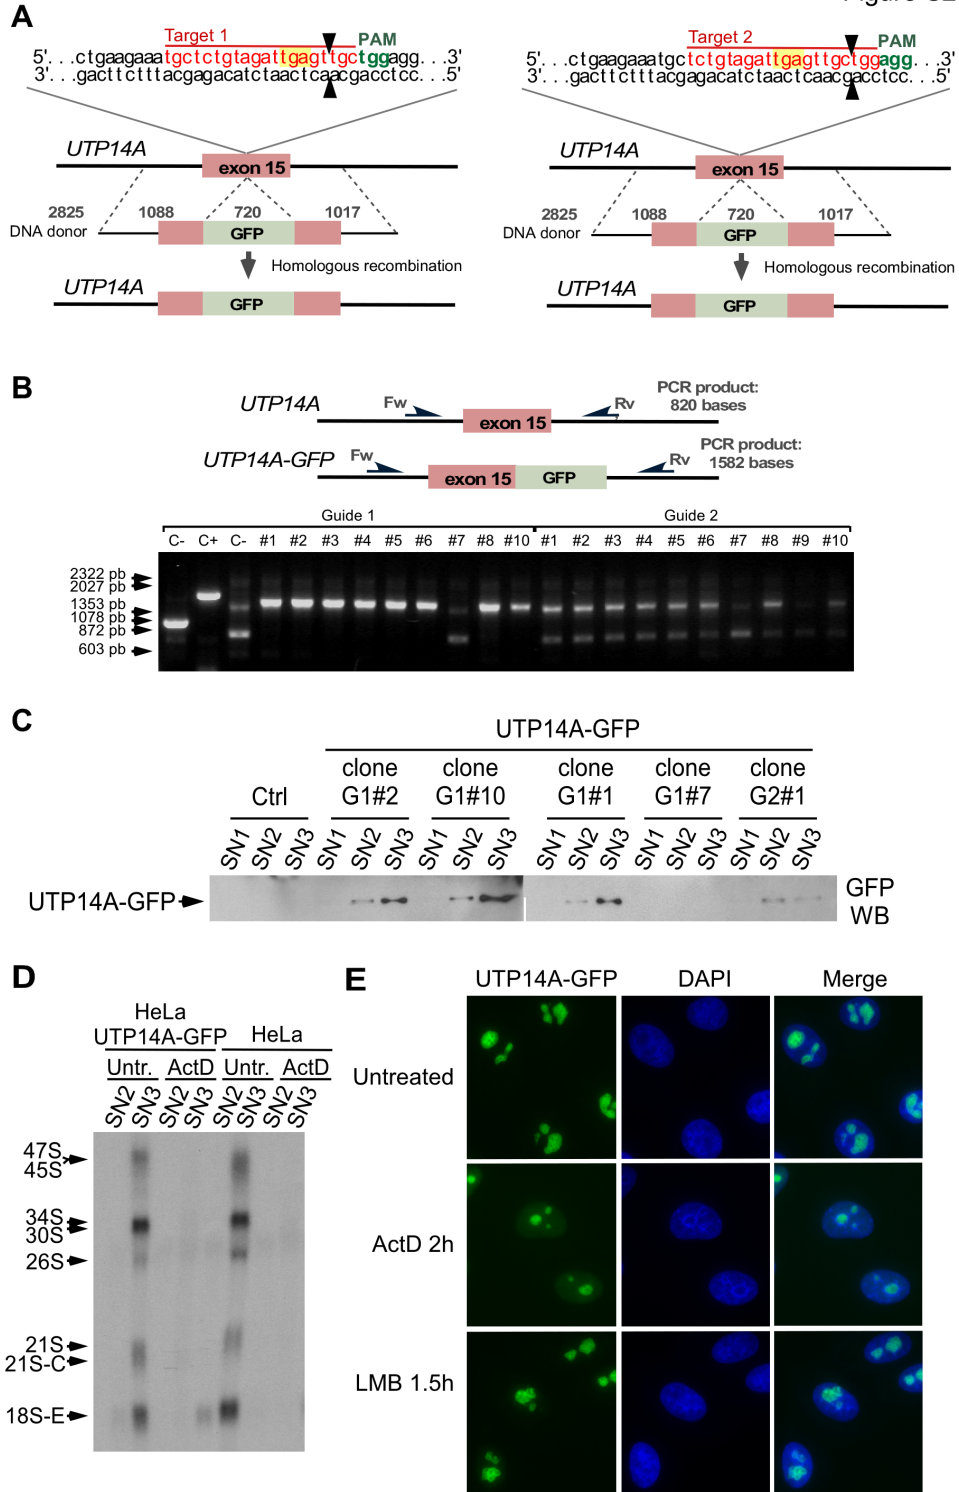 A
Target 1
PAM
5'. . .ctgaagaaatgctctgtagattgagttgctggagg. . .3'
3'. . .gacttctttacgagacatctaactcaacgacctcc. . .5'
UTP14A
exon 15
2825
1088
720
1017
DNA donor
GFP
Homologous recombination
UTP14A
GFP
Target 2
PAM
5'. . .ctgaagaaatgctctgtagattgagttgctggagg. . .3'
3'. . .gacttctttacgagacatctaactcaacgacctcc. . .5'
UTP14A
exon 15
2825
1088
720
1017
DNA donor
GFP
Homologous recombination
UTP14A
GFP
B
UTP14A
Fw
exon 15
Rv
PCR product:
820 bases
UTP14A-GFP
Fw
exon 15
GFP
Rv
PCR product:
1582 bases
Guide 1
Guide 2
C- C+ C- #1 #2 #3 #4 #5 #6 #7 #8 #10 #1 #2 #3 #4 #5 #6 #7 #8 #9 #10
2322 pb
2027 pb
1353 pb
1078 pb
872 pb
603 pb
C
UTP14A-GFP
Ctrl
clone
G1#2
clone
G1#10
clone
G1#1
clone
G1#7
clone
G2#1
SN1 SN2 SN3 SN1 SN2 SN3 SN1 SN2 SN3 SN1 SN2 SN3 SN1 SN2 SN3 SN1 SN2 SN3
UTP14A-GFP
GFP
WB
D
HeLa
UTP14A-GFP
HeLa
Untr. ActD Untr. ActD
SN2 SN3 SN2 SN3 SN2 SN3 SN2 SN3
47S
45S
34S
30S
26S
21S
21S-C
18S-E
E
UTP14A-GFP
DAPI
Merge
Untreated
ActD 2h
LMB 1.5h